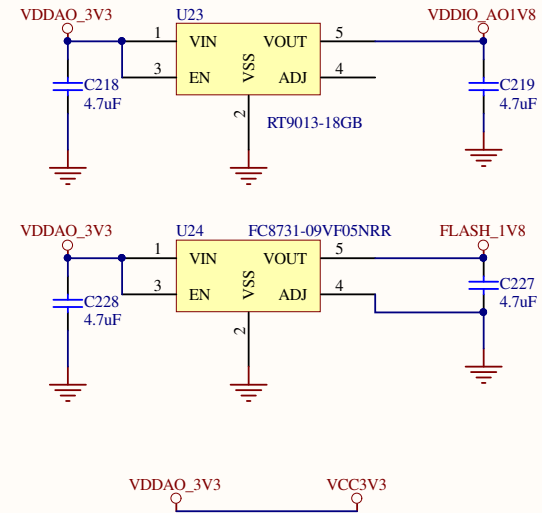 VDDAO_3V3 U23 VDDIO_AO1V8
1 VIN VOUT 5
3 EN VSS ADJ 4
C218 C219
4.7uF 4.7uF
2 RT9013-18GB
VDDAO_3V3 U24 FC8731-09VF05NRR FLASH_1V8
1 VIN VOUT 5
3 EN VSS ADJ 4
C228 C227
4.7uF 4.7uF
2
VDDAO_3V3 VCC3V3